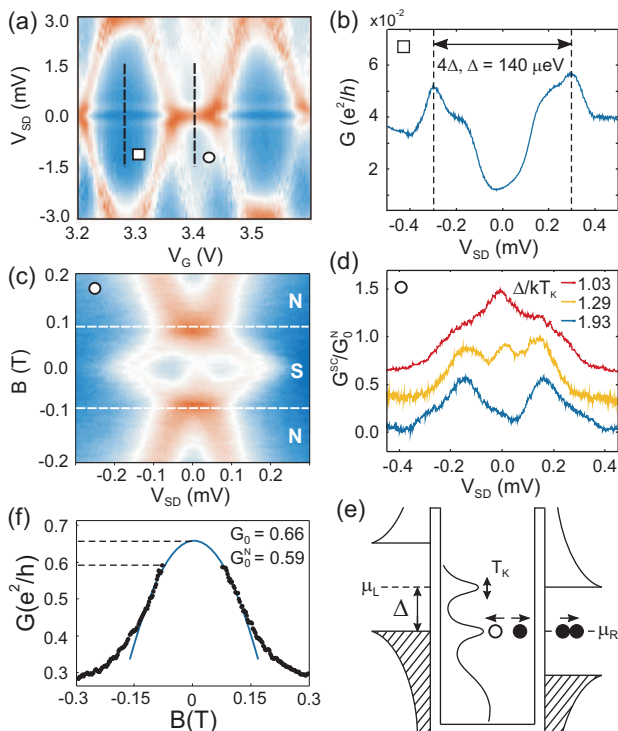 (a)
3.0
1.5
0.0
-1.5
-3.0
V_SD (mV)
3.2
3.3
3.5
V_G (V)
(b)
x10^-2
6
4
2
G (e²/h)
4Δ, Δ = 140 μeV
-0.4
-0.2
0.0
0.2
0.4
V_SD (mV)
(c)
0.2
0.1
0.0
-0.1
-0.2
B (T)
N
S
N
-0.2
-0.1
0.0
0.1
0.2
V_SD (mV)
(d)
1.5
1.0
0.5
0.0
G^SC/G_0^N
Δ/kT_K
1.03
1.29
1.93
-0.4
-0.2
0.0
0.2
0.4
V_SD (mV)
(f)
0.7
0.6
0.5
0.4
0.3
G(e²/h)
G_0 = 0.66
G_0^N = 0.59
-0.3
-0.15
0
0.15
0.3
B(T)
(e)
μ_L
Δ
T_K
μ_R